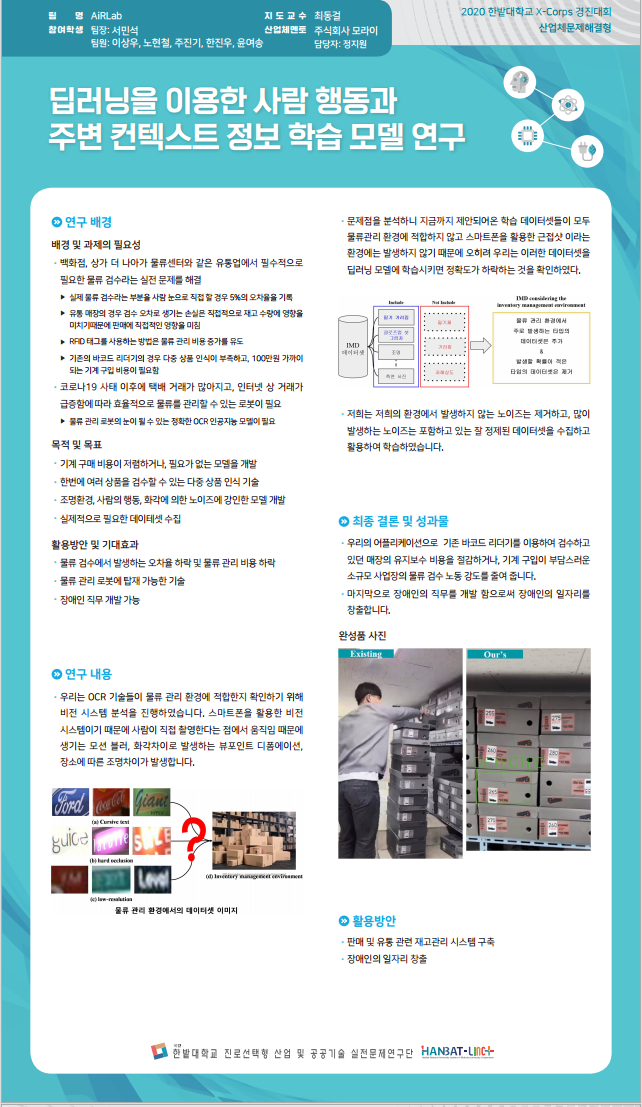 팀 명 AiRLab
참여학생 팀장: 서민석
팀원: 이상우, 노현철, 주진기, 한진우, 윤여송
지도교수 최동걸
산업체멘토 주식회사 모라이
담당자: 정지원
2020 한밭대학교 X-Corps 경진대회
산업체문제해결형
딥러닝을 이용한 사람 행동과
주변 컨텍스트 정보 학습 모델 연구
연구 배경
배경 및 과제의 필요성
· 백화점, 상가 더 나아가 물류센터와 같은 유통업에서 필수적으로
필요한 물류 검수라는 실전 문제를 해결
▶ 실제 물류 검수라는 부분을 사람 눈으로 직접 할 경우 5%의 오차율을 기록
▶ 유통 매장의 경우 검수 오차로 생기는 손실은 직접적으로 재고 수량에 영향을
미치기때문에 판매에 직접적인 영향을 미침
▶ RFID 태그를 사용하는 방법은 물류 관리 비용 증가를 유도
▶ 기존의 바코드 리더기의 경우 다중 상품 인식이 부족하고, 100만원 가까이
되는 기계 구입 비용이 필요함
· 코로나19 사태 이후에 택배 거래가 많아지고, 인터넷 상 거래가
급증함에 따라 효율적으로 물류를 관리할 수 있는 로봇이 필요
▶ 물류 관리 로봇의 눈이 될 수 있는 정확한 OCR 인공지능 모델이 필요
목적 및 목표
· 기계 구매 비용이 저렴하거나, 필요가 없는 모델을 개발
· 한번에 여러 상품을 검수할 수 있는 다중 상품 인식 기술
· 조명환경, 사람의 행동, 화각에 의한 노이즈에 강인한 모델 개발
· 실제적으로 필요한 데이테셋 수집
활용방안 및 기대효과
· 물류 검수에서 발생하는 오차율 하락 및 물류 관리 비용 하락
· 물류 관리 로봇에 탑재 가능한 기술
· 장애인 직무 개발 가능
연구 내용
· 우리는 OCR 기술들이 물류 관리 환경에 적합한지 확인하기 위해
비전 시스템 분석을 진행하였습니다. 스마트폰을 활용한 비전
시스템이기 때문에 사람이 직접 촬영한다는 점에서 움직임 때문에
생기는 모션 블러, 화각차이로 발생하는 뷰포인트 디폼에이션,
장소에 따른 조명차이가 발생합니다.
Ford
Coca-Cola
Giant
(a) Cursive text
guice
(b) hard occlusion
Level
(c) low-resolution
?
(d) Inventory management environment
물류 관리 환경에서의 데이터셋 이미지
· 문제점을 분석하니 지금까지 제안되어온 학습 데이터셋들이 모두
물류관리 환경에 적합하지 않고 스마트폰을 활용한 근접샷 이라는
환경에는 발생하지 않기 때문에 오히려 우리는 이러한 데이터셋을
딥러닝 모델에 학습시키면 정확도가 하락하는 것을 확인하였다.
Include
Not Include
IMD
데이터셋
필기체
가려짐
저해상도
조명
IMD considering the
inventory management environment
물류 관리 환경에서
주로 발생하는 타입의
데이터셋은 추가
&
발생할 확률이 적은
타입의 데이터셋은 제거
· 저희는 저희의 환경에서 발생하지 않는 노이즈는 제거하고, 많이
발생하는 노이즈는 포함하고 있는 잘 정제된 데이터셋을 수집하고
활용하여 학습하였습니다.
최종 결론 및 성과물
· 우리의 어플리케이션으로 기존 바코드 리더기를 이용하여 검수하고
있던 매장의 유지보수 비용을 절감하거나, 기계 구입이 부담스러운
소규모 사업장의 물류 검수 노동 강도를 줄여 줍니다.
· 마지막으로 장애인의 직무를 개발 함으로써 장애인의 일자리를
창출합니다.
완성품 사진
Existing
Our's
255
275
260
280
265
270
260
활용방안
· 판매 및 유통 관련 재고관리 시스템 구축
· 장애인의 일자리 창출
한밭대학교 진로선택형 산업 및 공공기술 실전문제연구단
HANBAT-LINC+